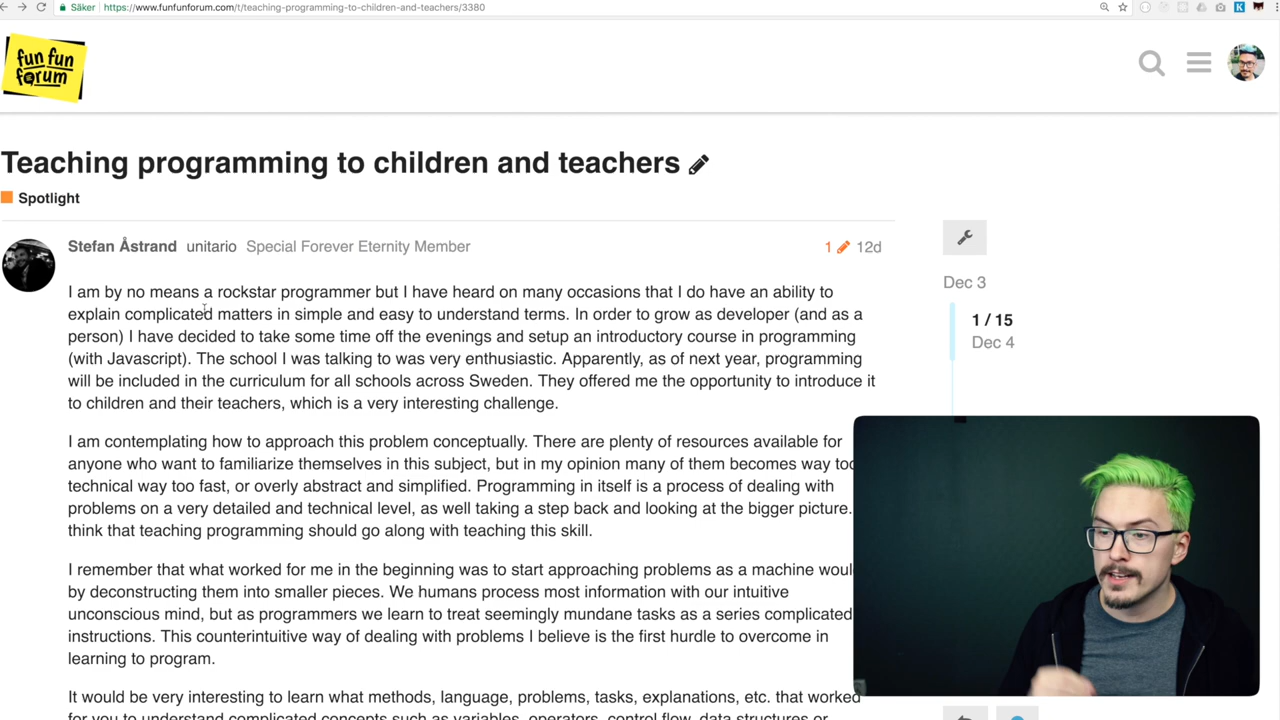 Säker https://www.funfunforum.com/t/teaching-programming-to-children-and-teachers/3380
K
fun fun
forum
Teaching programming to children and teachers
Spotlight
Stefan Åstrand unitario Special Forever Eternity Member 1 12d
I am by no means a rockstar programmer but I have heard on many occasions that I do have an ability to
explain complicated matters in simple and easy to understand terms. In order to grow as developer (and as a
person) I have decided to take some time off the evenings and setup an introductory course in programming
(with Javascript). The school I was talking to was very enthusiastic. Apparently, as of next year, programming
will be included in the curriculum for all schools across Sweden. They offered me the opportunity to introduce it
to children and their teachers, which is a very interesting challenge.
Dec 3
1 / 15
Dec 4
I am contemplating how to approach this problem conceptually. There are plenty of resources available for
anyone who want to familiarize themselves in this subject, but in my opinion many of them becomes way too
technical way too fast, or overly abstract and simplified. Programming in itself is a process of dealing with
problems on a very detailed and technical level, as well taking a step back and looking at the bigger picture.
think that teaching programming should go along with teaching this skill.
I remember that what worked for me in the beginning was to start approaching problems as a machine woul
by deconstructing them into smaller pieces. We humans process most information with our intuitive
unconscious mind, but as programmers we learn to treat seemingly mundane tasks as a series complicated
instructions. This counterintuitive way of dealing with problems I believe is the first hurdle to overcome in
learning to program.
It would be very interesting to learn what methods, language, problems, tasks, explanations, etc. that worked
for you to understand complicated concepts such as variables, operators, control flow, data structures or